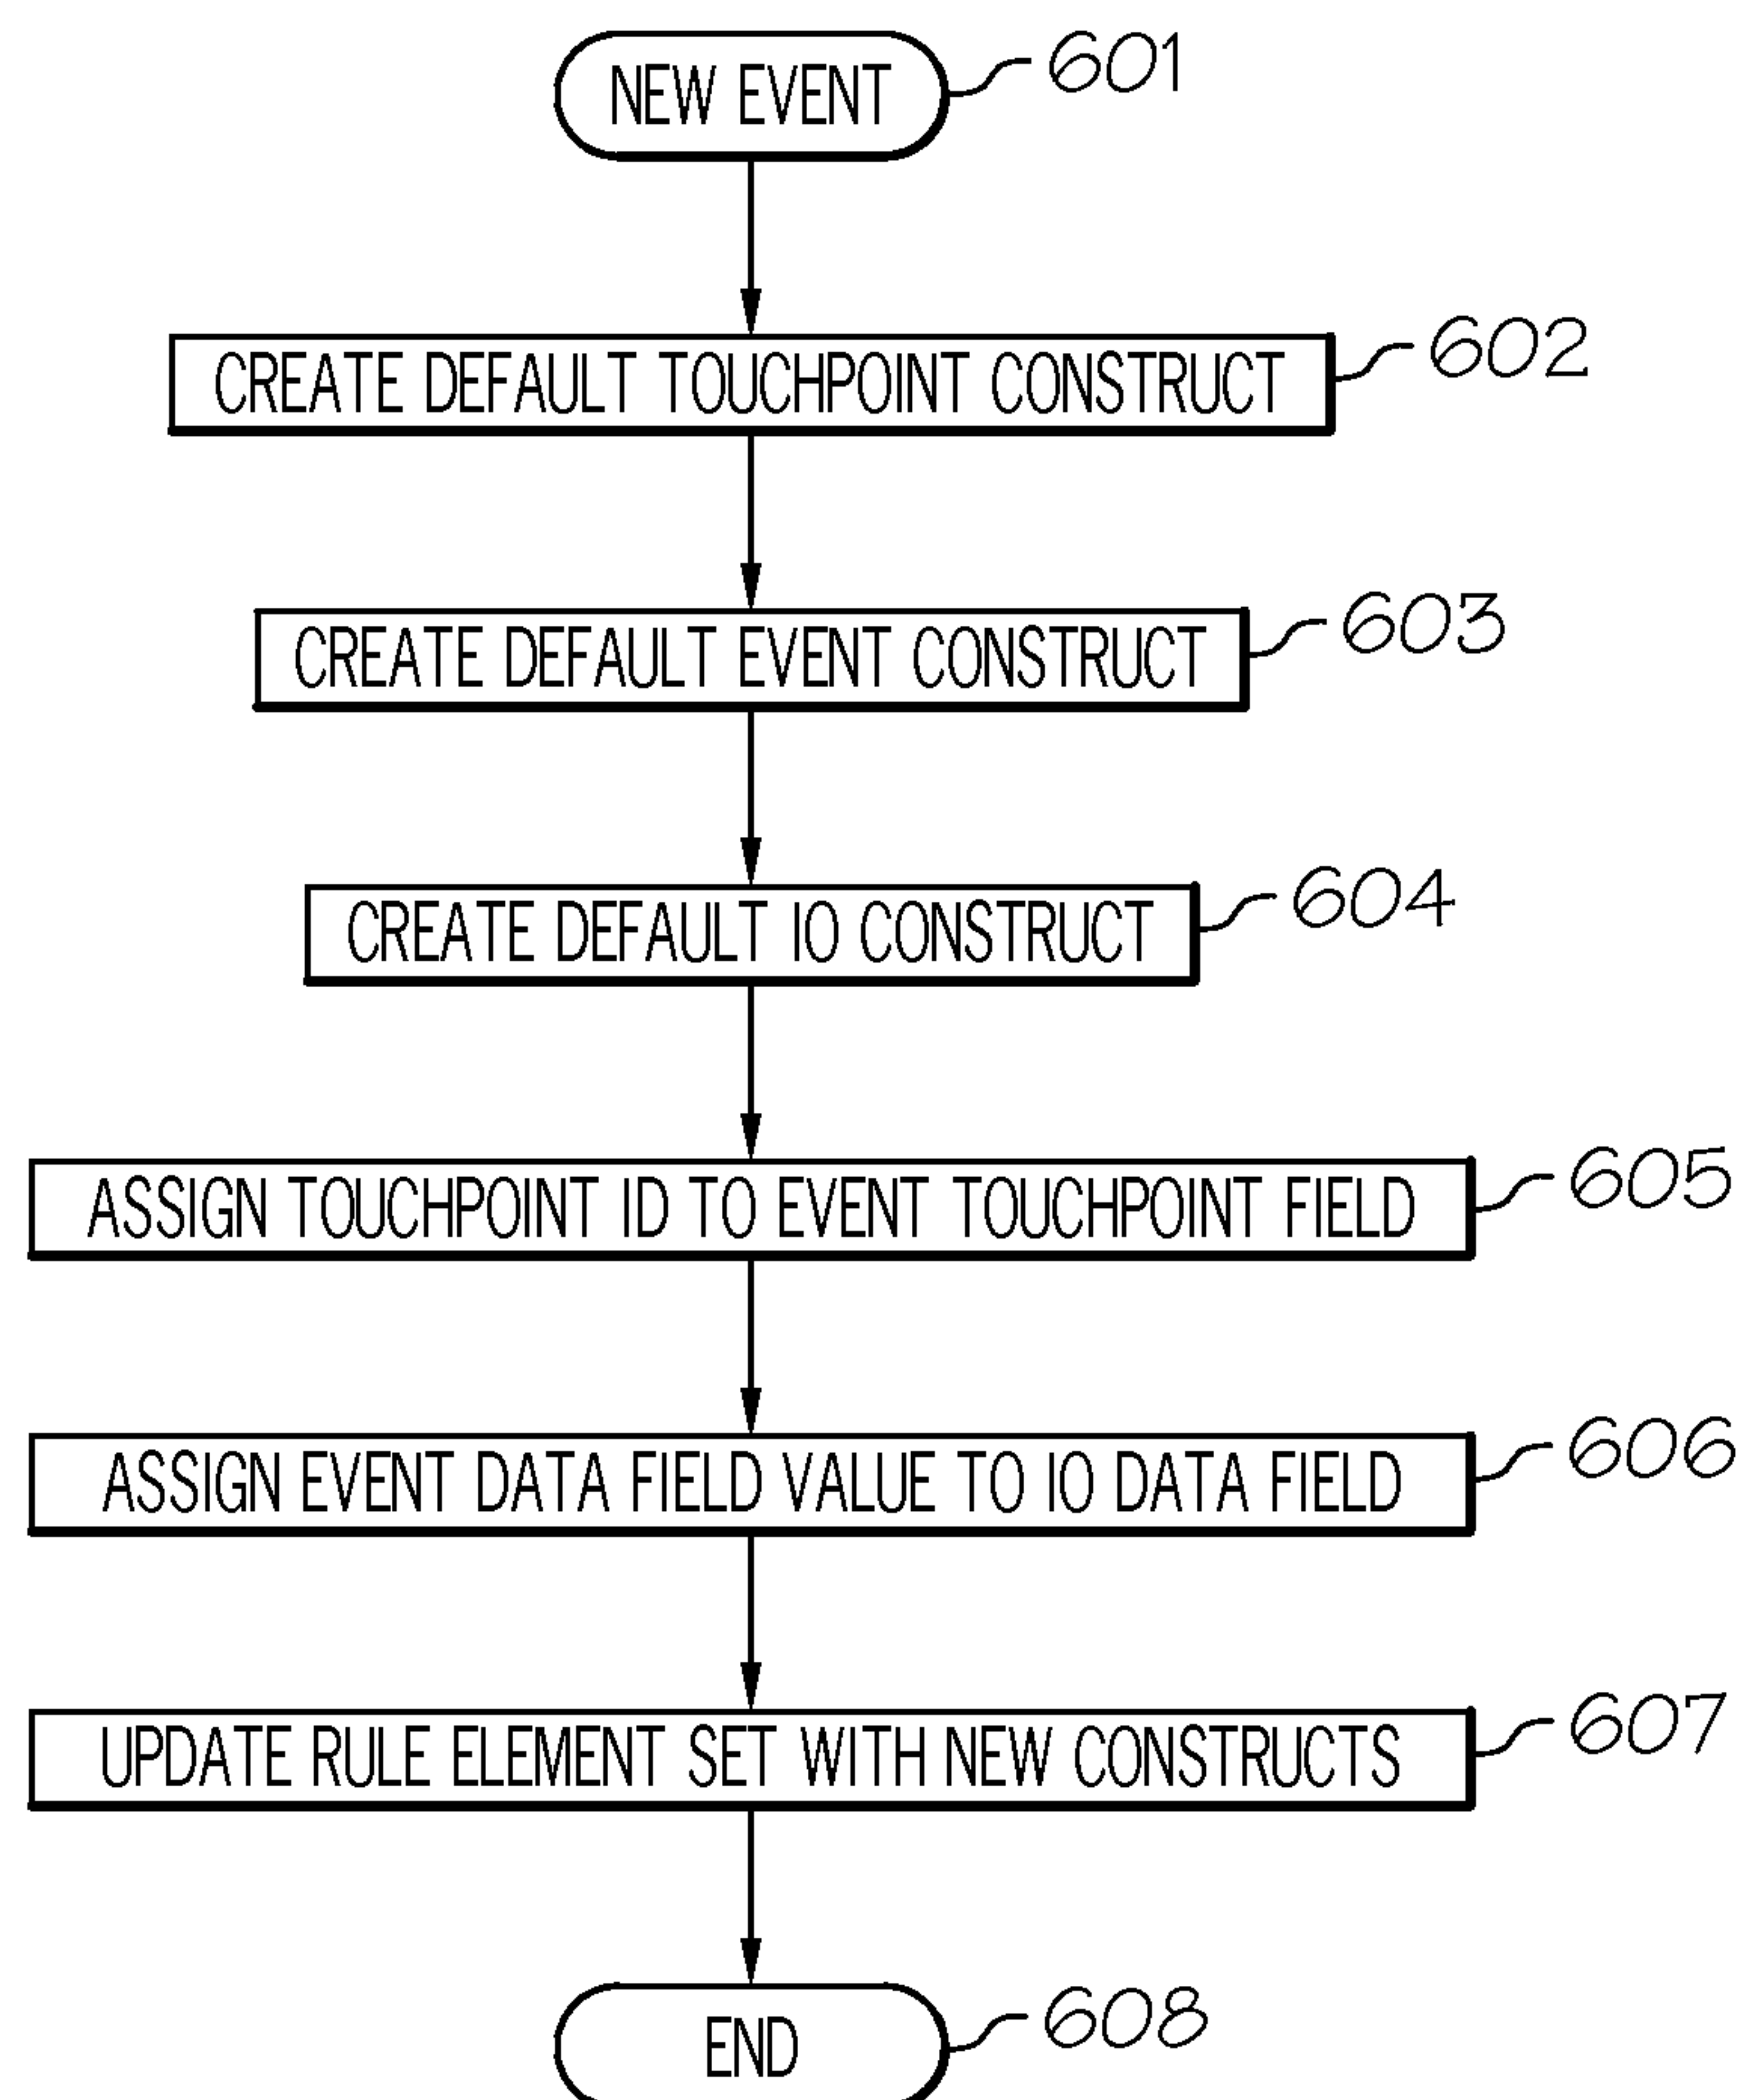 NEW EVENT 601
CREATE DEFAULT TOUCHPOINT CONSTRUCT 602
CREATE DEFAULT EVENT CONSTRUCT 603
CREATE DEFAULT IO CONSTRUCT 604
ASSIGN TOUCHPOINT ID TO EVENT TOUCHPOINT FIELD 605
ASSIGN EVENT DATA FIELD VALUE TO IO DATA FIELD 606
UPDATE RULE ELEMENT SET WITH NEW CONSTRUCTS 607
END 608